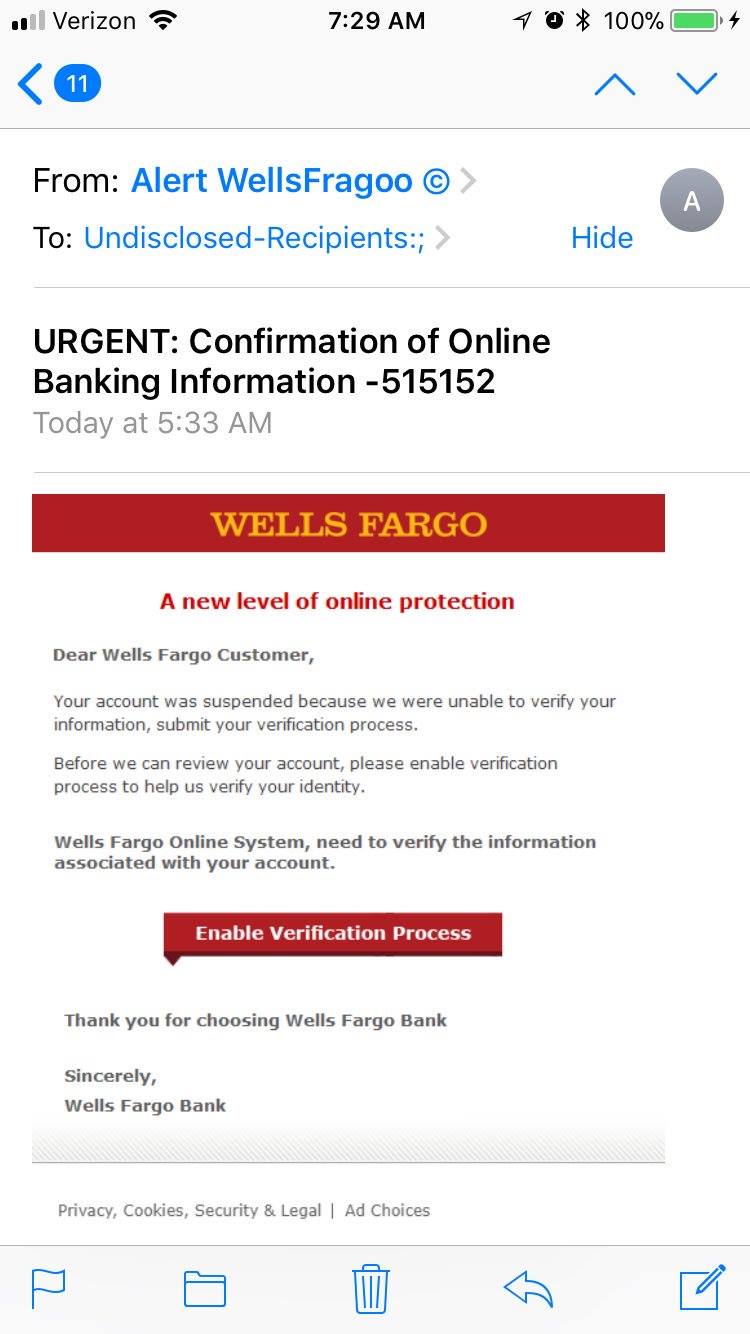 Verizon 7:29 AM 100%
11
From: Alert WellsFragoo ©
A
To: Undisclosed-Recipients:; Hide
URGENT: Confirmation of Online
Banking Information -515152
Today at 5:33 AM
WELLS FARGO
A new level of online protection
Dear Wells Fargo Customer,
Your account was suspended because we were unable to verify your
information, submit your verification process.
Before we can review your account, please enable verification
process to help us verify your identity.
Wells Fargo Online System, need to verify the information
associated with your account.
Enable Verification Process
Thank you for choosing Wells Fargo Bank
Sincerely,
Wells Fargo Bank
Privacy, Cookies, Security & Legal | Ad Choices